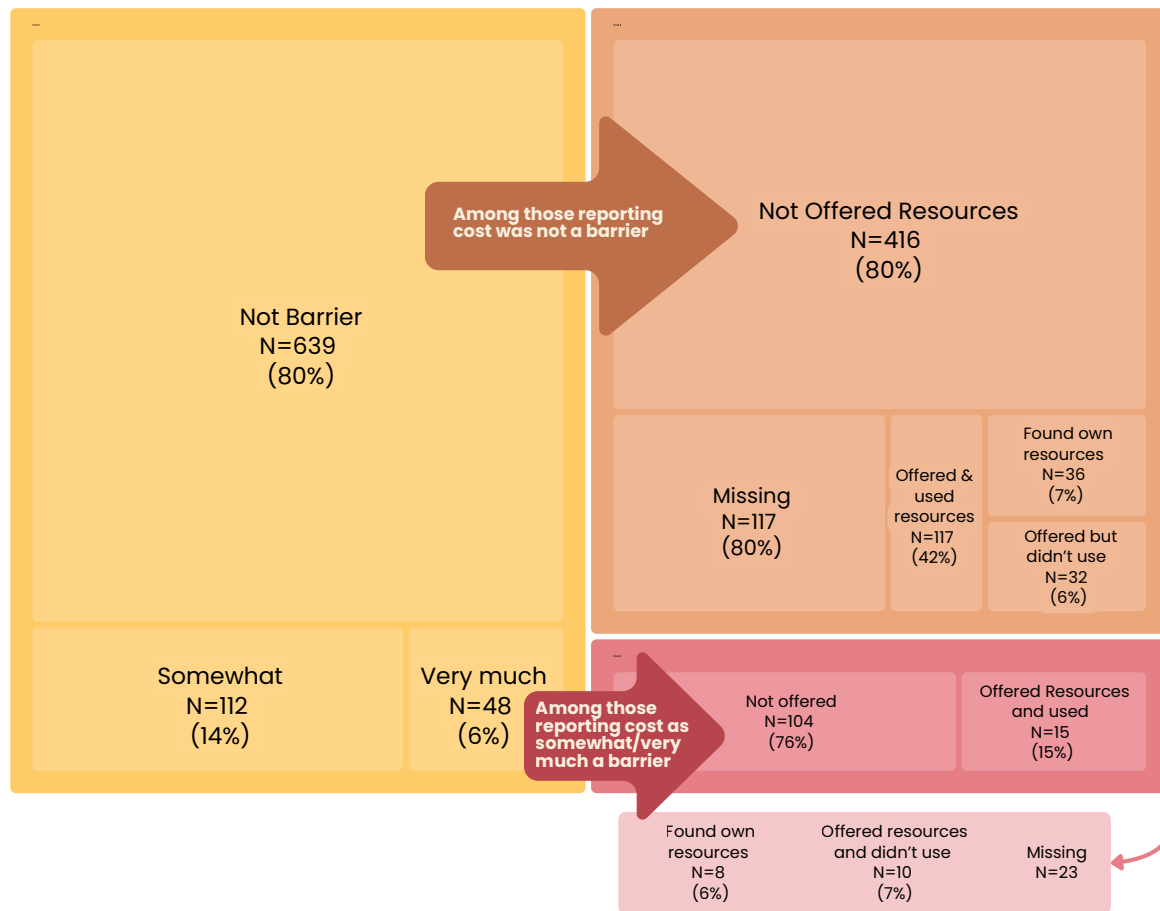 Not Barrier
N=639
(80%)
Somewhat
N=112
(14%)
Very much
N=48
(6%)
Among those reporting
cost was not a barrier
Not Offered Resources
N=416
(80%)
Missing
N=117
(80%)
Offered &
used
resources
N=117
(42%)
Found own
resources
N=36
(7%)
Offered but
didn't use
N=32
(6%)
Among those
reporting cost as
somewhat/very
much a barrier
Not offered
N=104
(76%)
Offered Resources
and used
N=15
(15%)
Found own
resources
N=8
(6%)
Offered resources
and didn't use
N=10
(7%)
Missing
N=23